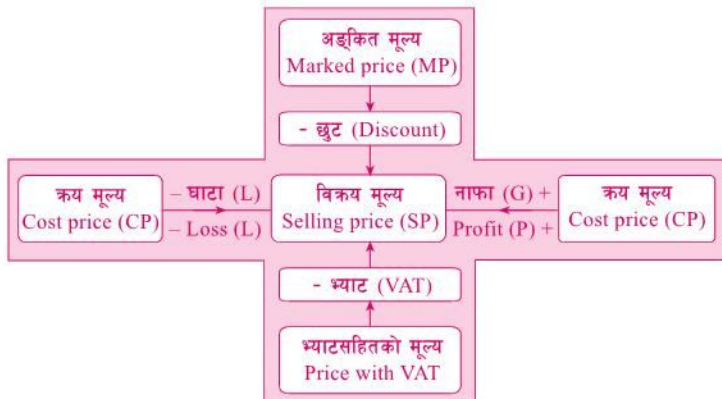 अङ्कित मूल्य
Marked price (MP)
- छुट (Discount)
क्रय मूल्य
Cost price (CP)
– घाटा (L)
– Loss (L)
विक्रय मूल्य
Selling price (SP)
नाफा (G) +
Profit (P) +
क्रय मूल्य
Cost price (CP)
- भ्याट (VAT)
भ्याटसहितको मूल्य
Price with VAT